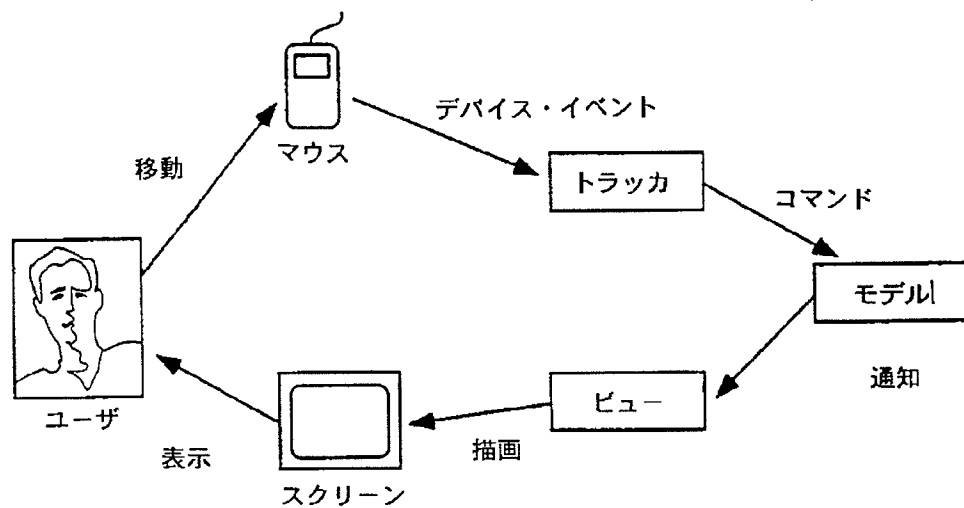 デバイス・イベント
マウス
移動
トラッカ
コマンド
モデル
通知
ビュー
描画
ユーザ
表示
スクリーン